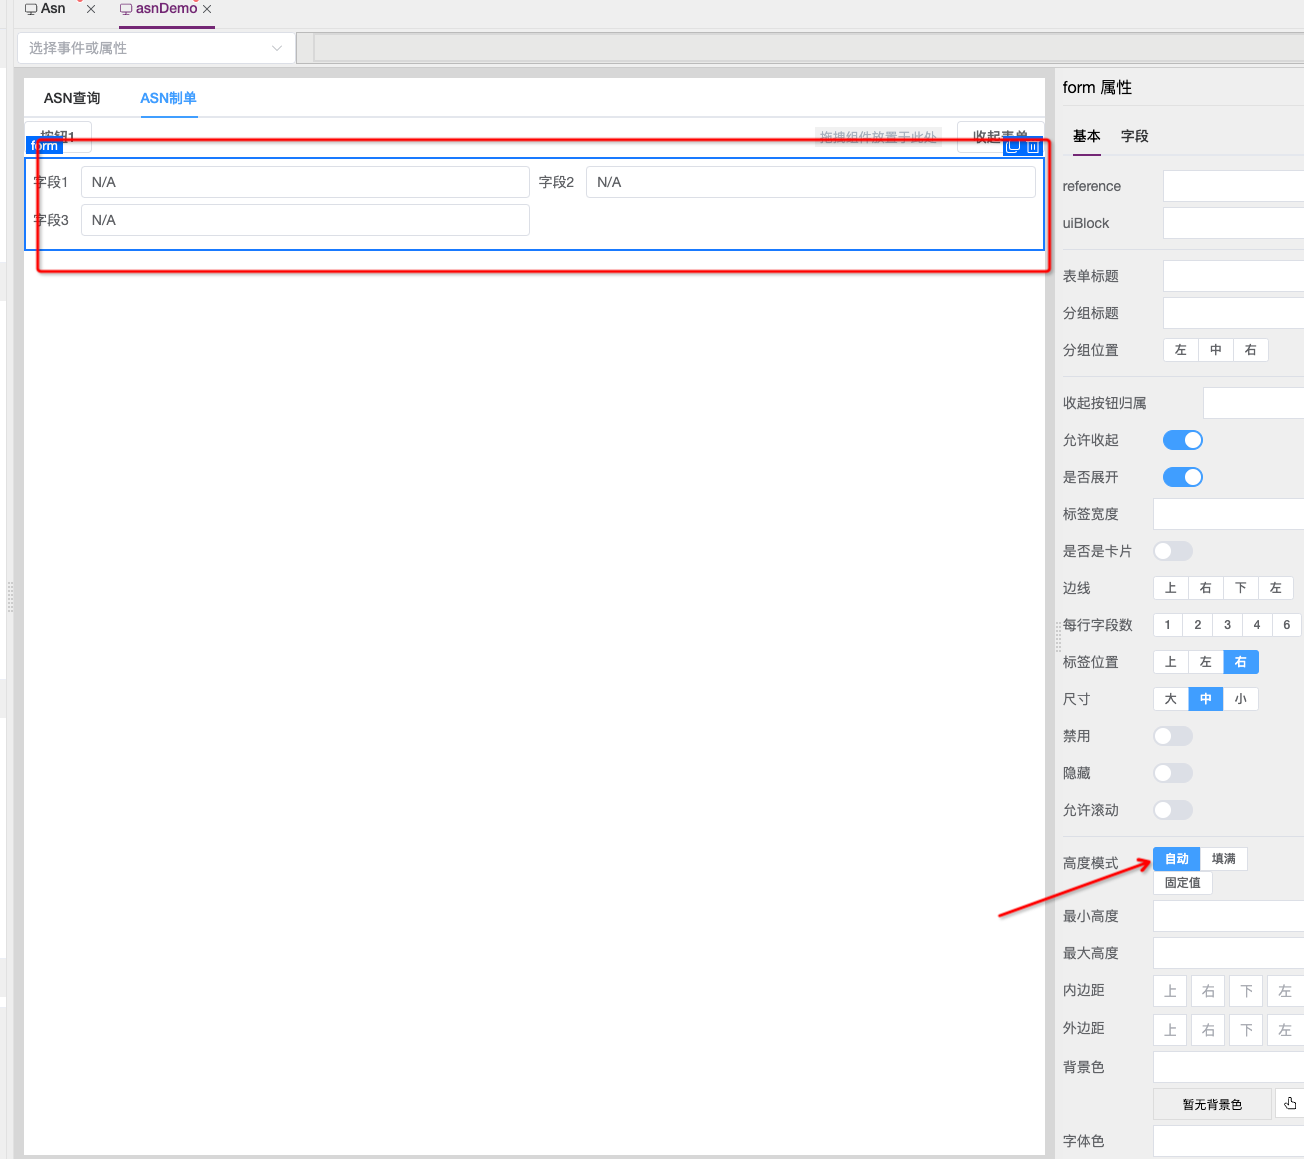 Asn
asnDemo
选择事件或属性
ASN查询
ASN制单
按钮1
拖拽组件放置于此处
收起表单
form
字段1
N/A
字段2
N/A
字段3
N/A
form 属性
基本
字段
reference
uiBlock
表单标题
分组标题
分组位置
左
中
右
收起按钮归属
允许收起
是否展开
标签宽度
是否是卡片
边线
上
右
下
左
每行字段数
1
2
3
4
6
标签位置
上
左
右
尺寸
大
中
小
禁用
隐藏
允许滚动
高度模式
自动
填满
固定值
最小高度
最大高度
内边距
上
右
下
左
外边距
上
右
下
左
背景色
暂无背景色
字体色